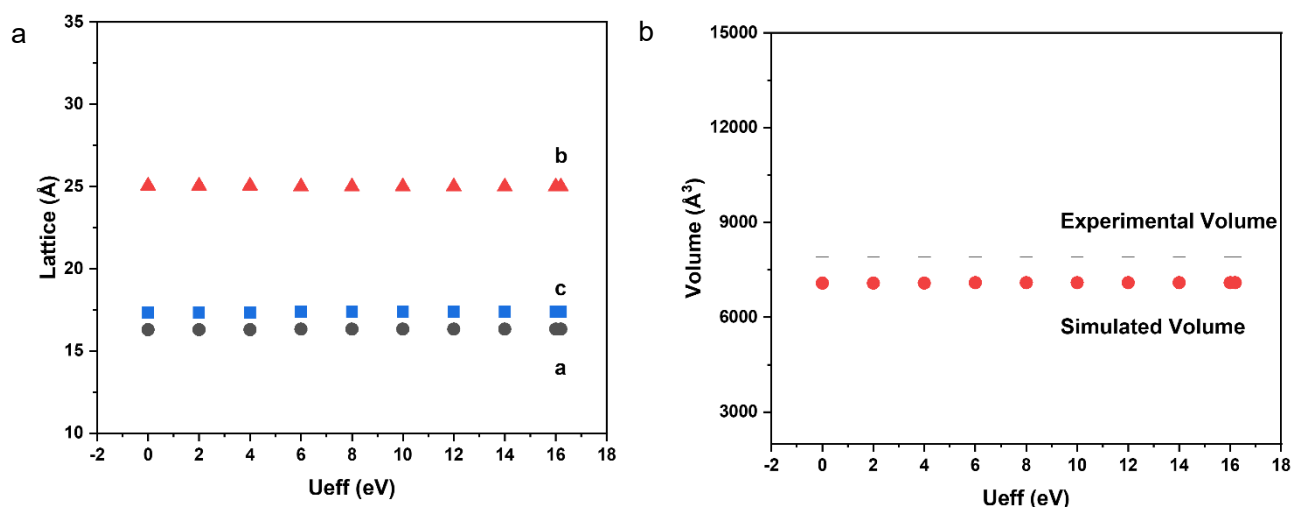 a
35
30
25
20
15
10
Lattice (Å)
b
c
a
-2 0 2 4 6 8 10 12 14 16 18
Ueff (eV)
b
15000
12000
9000
6000
3000
Volume (Å³)
Experimental Volume
Simulated Volume
-2 0 2 4 6 8 10 12 14 16 18
Ueff (eV)